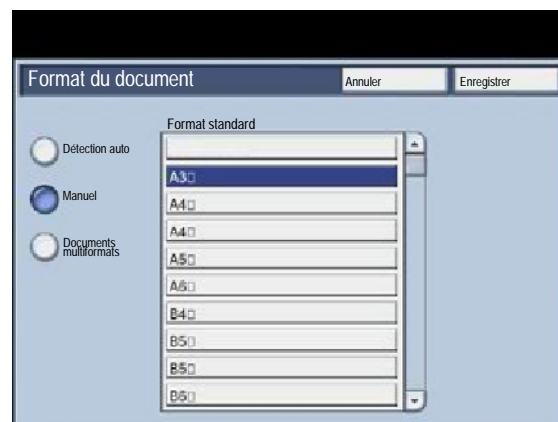 Format du document
Annuler
Enregistrer
Format standard
Détection auto
Manuel
Documents
multiformats
A3
A4
A4
A5
A6
B4
B5
B5
B6